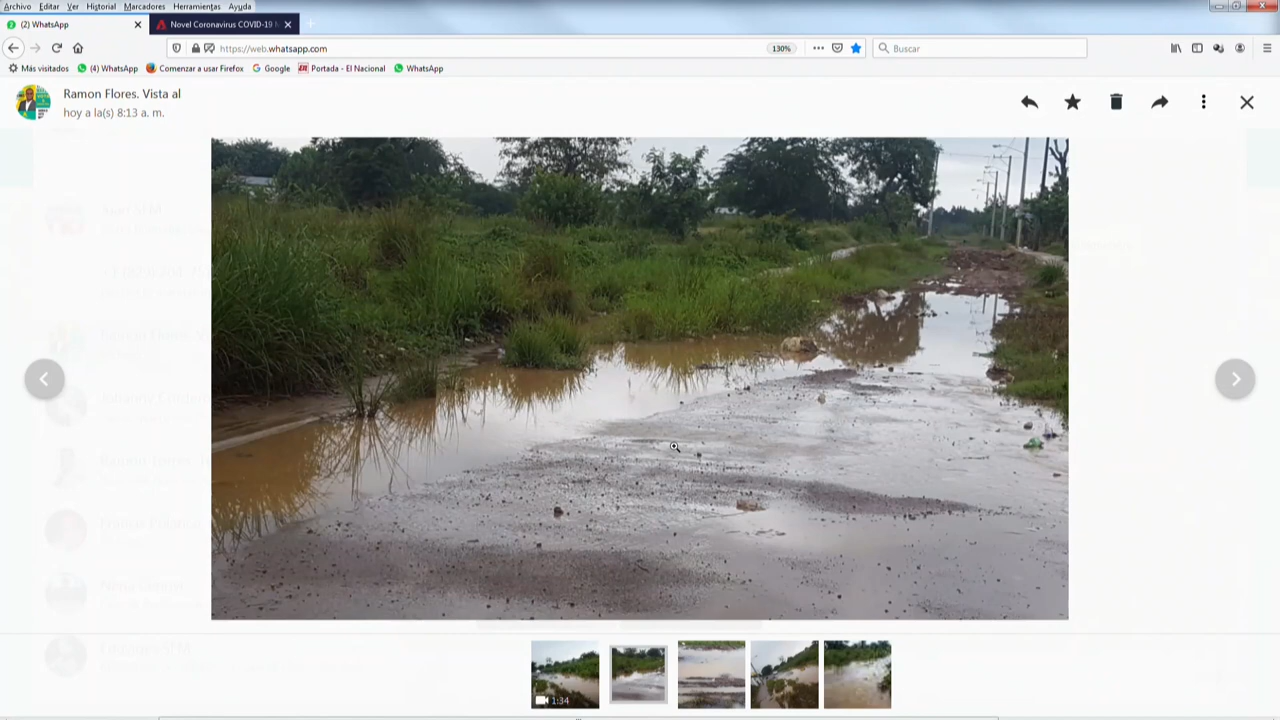 Archivo Editar Ver Historial Marcadores Herramientas Ayuda
(2) WhatsApp
Novel Coronavirus COVID-19
https://web.whatsapp.com
130%
Buscar
Más visitados (4) WhatsApp Comenzar a usar Firefox Google Portada - El Nacional WhatsApp
Ramon Flores. Vista al
hoy a la(s) 8:13 a. m.
1:34